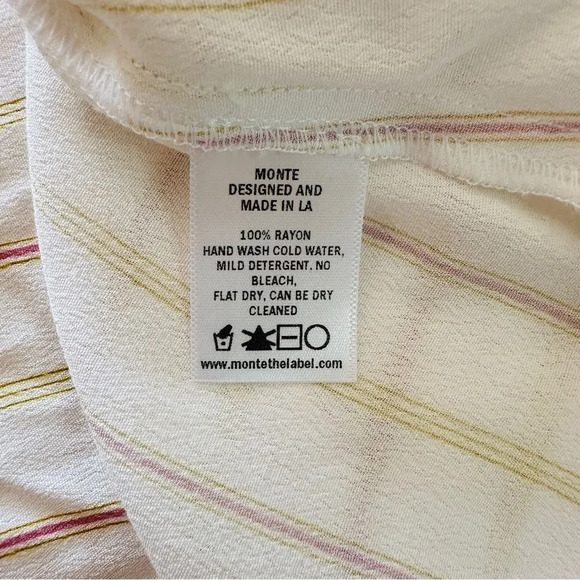 MONTE
DESIGNED AND
MADE IN LA
100% RAYON
HAND WASH COLD WATER,
MILD DETERGENT, NO
BLEACH,
FLAT DRY, CAN BE DRY
CLEANED
www.montethelabel.com